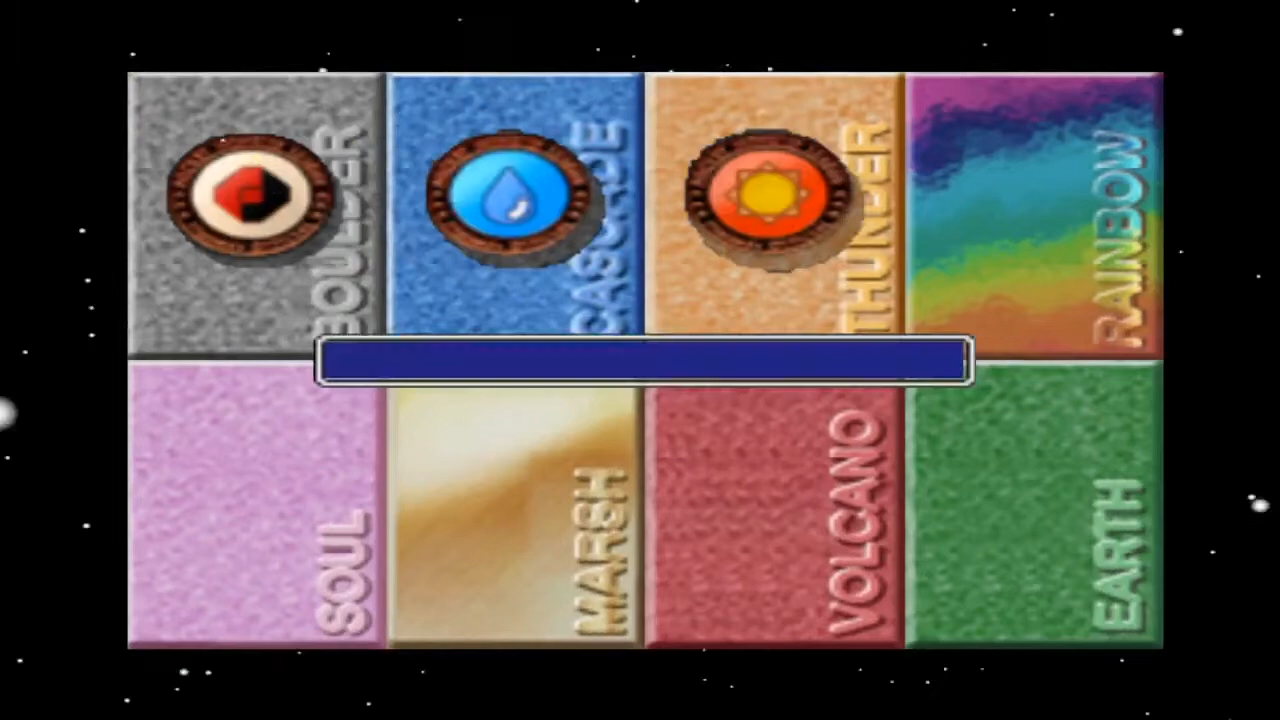 BOULDER
CASCADE
THUNDER
RAINBOW
SOUL
MARSH
VOLCANO
EARTH